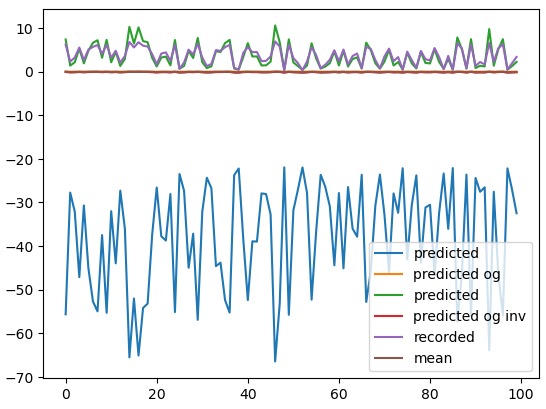 10
0
−10
−20
−30
−40
−50
−60
−70
0 20 40 60 80 100
predicted
predicted og
predicted
predicted og inv
recorded
mean